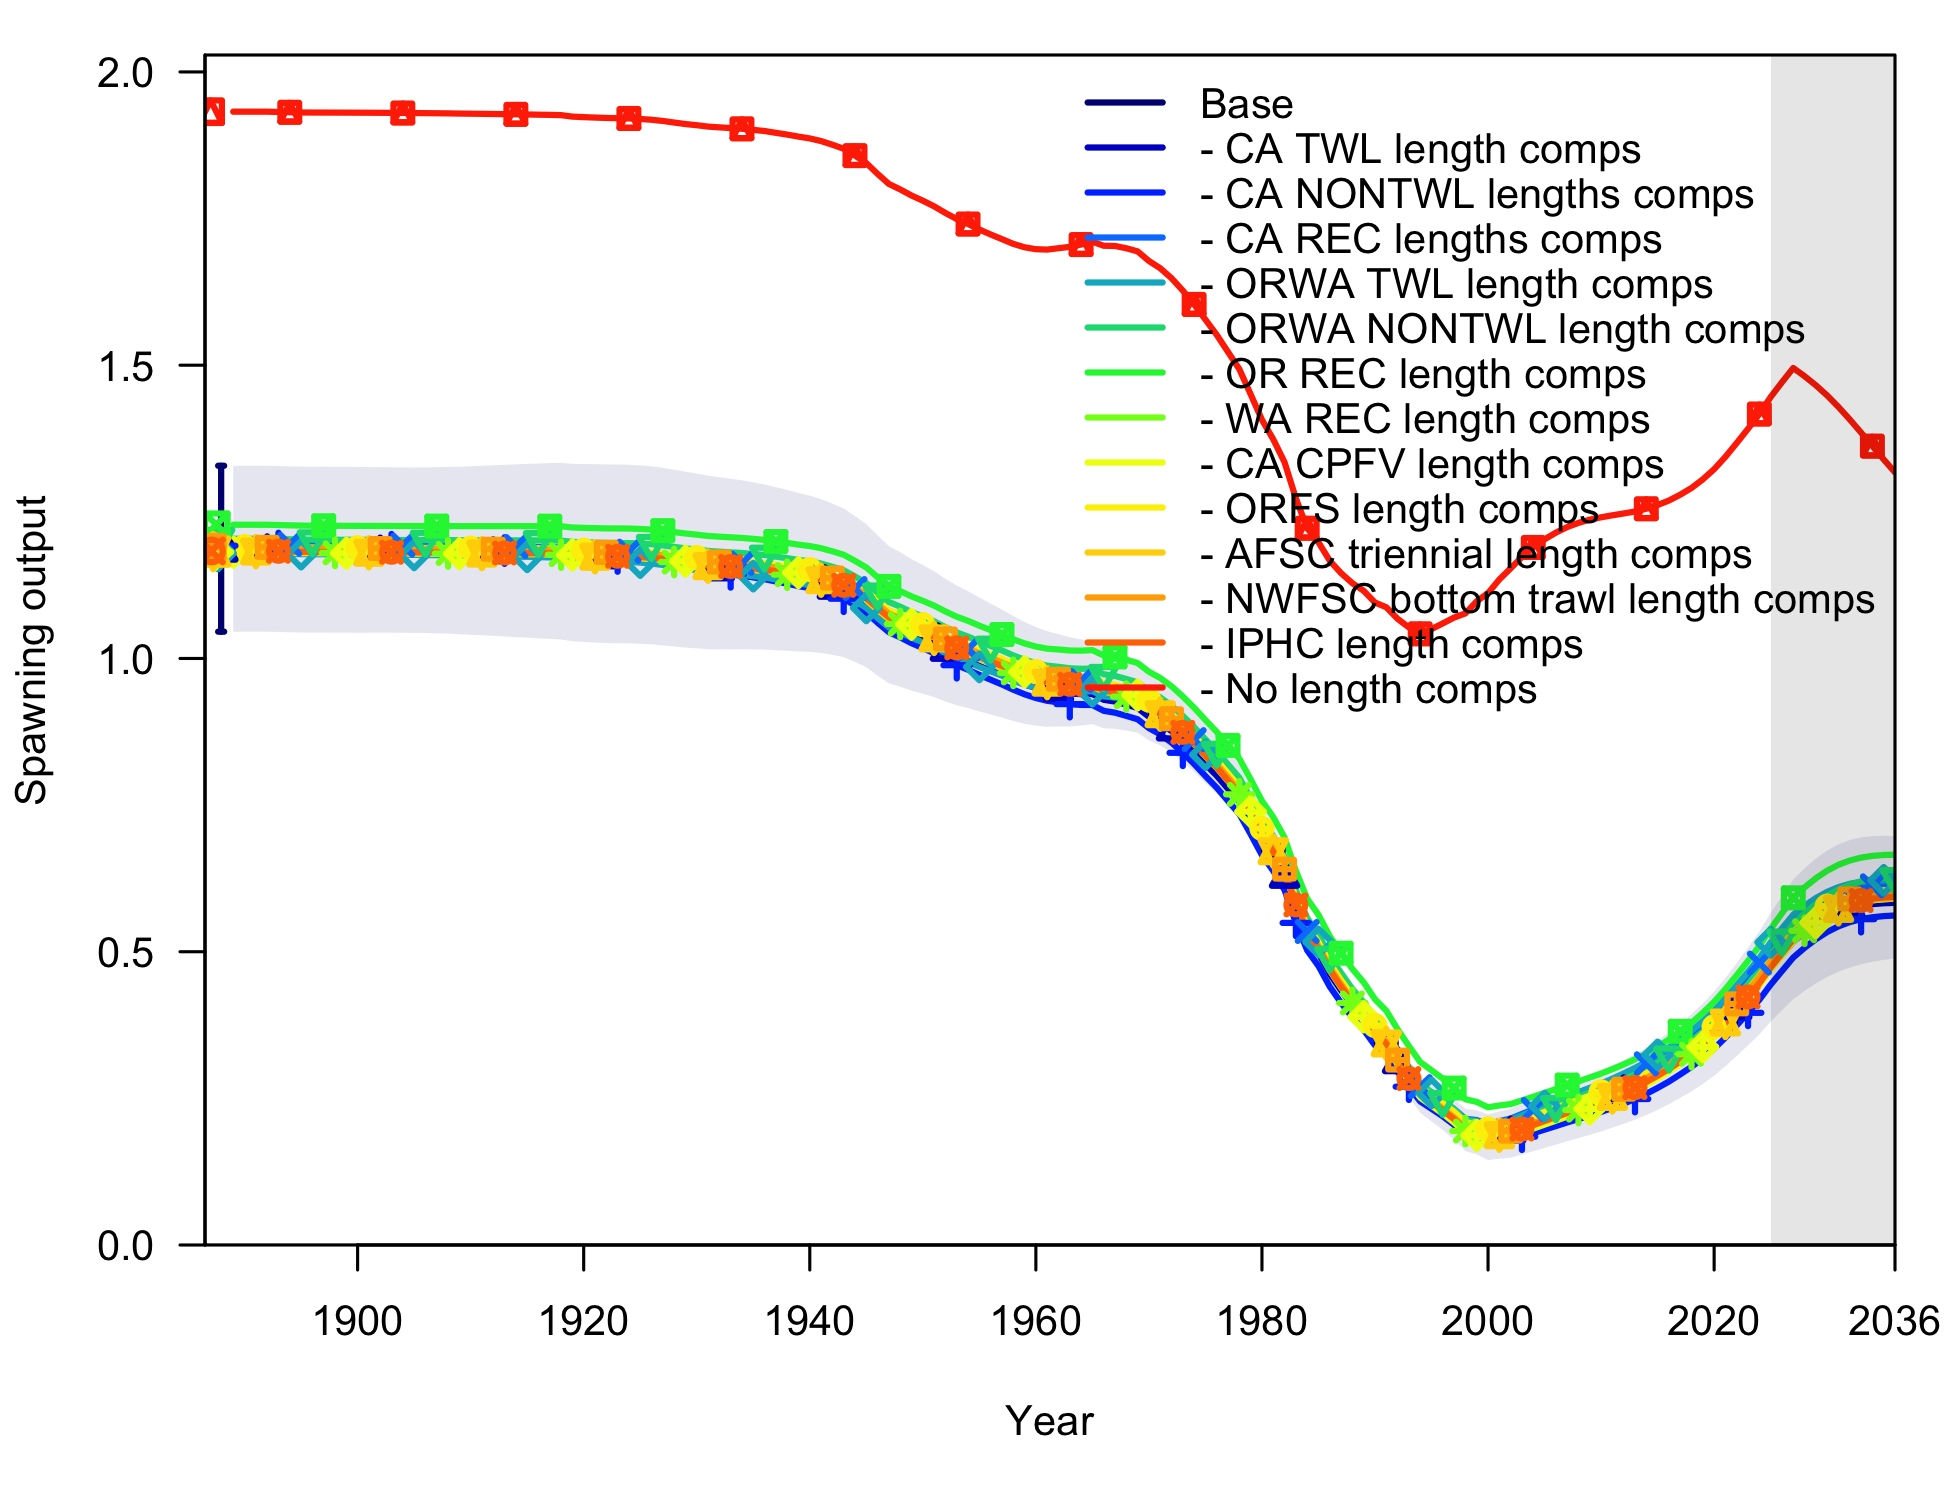 2.0
1.5
1.0
0.5
0.0
Spawning output
Base
- CA TWL length comps
- CA NONTWL lengths comps
- CA REC lengths comps
- ORWA TWL length comps
- ORWA NONTWL length comps
- OR REC length comps
- WA REC length comps
- CA CPFV length comps
- ORFS length comps
- AFSC triennial length comps
- NWFSC bottom trawl length comps
- IPHC length comps
- No length comps
1900 1920 1940 1960 1980 2000 2020 2036
Year